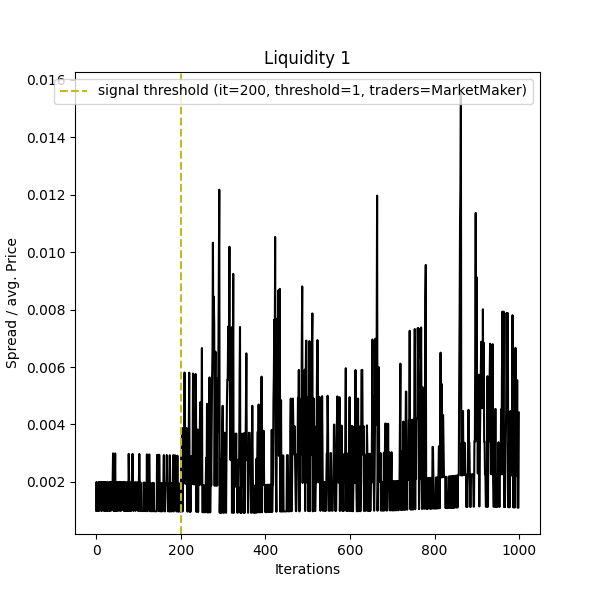 Liquidity 1
signal threshold (it=200, threshold=1, traders=MarketMaker)
0.016
0.014
0.012
0.010
0.008
0.006
0.004
0.002
Spread / avg. Price
0 200 400 600 800 1000
Iterations